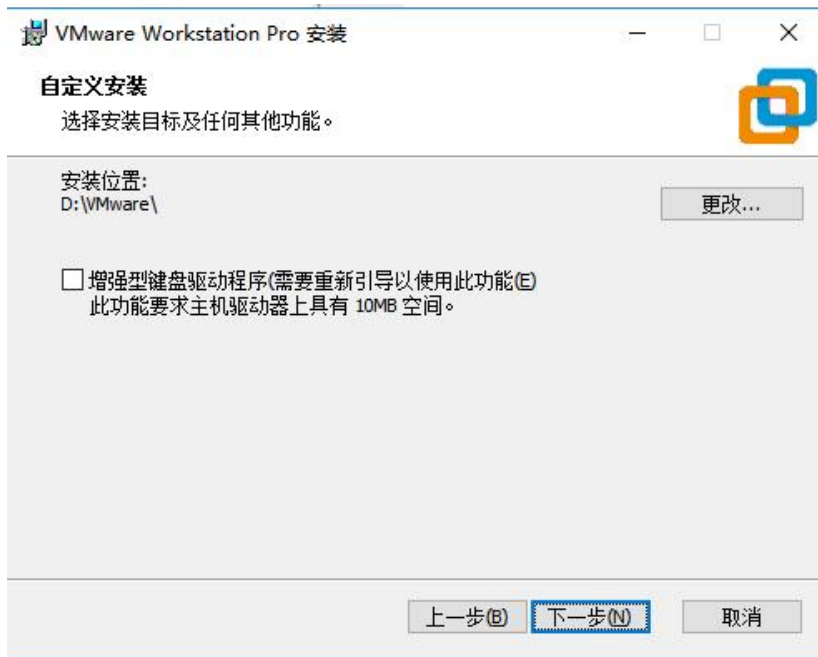 VMware Workstation Pro 安装
自定义安装
选择安装目标及任何其他功能。
安装位置:
D:\VMware\
更改...
增强型键盘驱动程序(需要重新引导以使用此功能(E)
此功能要求主机驱动器上具有 10MB 空间。
上一步(B) 下一步(N) 取消